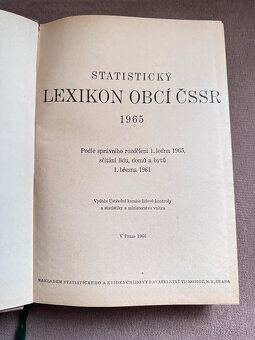 STATISTICKÝ
LEXIKON OBCÍ ČSSR
1965
Podle správního rozdělení 1. ledna 1965,
sčítání lidu, domů a bytů
1. března 1961
Vydala Ústřední komise lidové kontroly
a statistiky a ministerstvo vnitra
V Praze 1966
NÁKLADEM STATISTICKÉHO A EVIDENČNÍHO VYDAVATELSTVÍ TISKOPISŮ, N. P., PRAHA